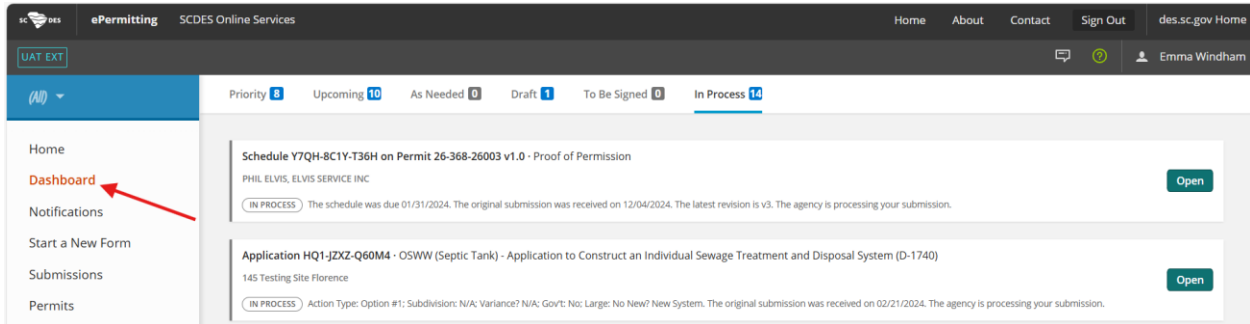 SC DES ePermitting SCDES Online Services Home About Contact Sign Out des.sc.gov Home
UAT EXT Emma Windham
(All) Priority 8 Upcoming 10 As Needed 0 Draft 1 To Be Signed 0 In Process 14
Home
Dashboard
Notifications
Start a New Form
Submissions
Permits
Schedule Y7QH-8C1Y-T36H on Permit 26-368-26003 v1.0 · Proof of Permission
PHIL ELVIS, ELVIS SERVICE INC
Open
IN PROCESS The schedule was due 01/31/2024. The original submission was received on 12/04/2024. The latest revision is v3. The agency is processing your submission.
Application HQ1-JZXZ-Q60M4 · OSWW (Septic Tank) - Application to Construct an Individual Sewage Treatment and Disposal System (D-1740)
145 Testing Site Florence
Open
IN PROCESS Action Type: Option #1; Subdivision: N/A; Variance? N/A; Gov't: No; Large: No New? New System. The original submission was received on 02/21/2024. The agency is processing your submission.